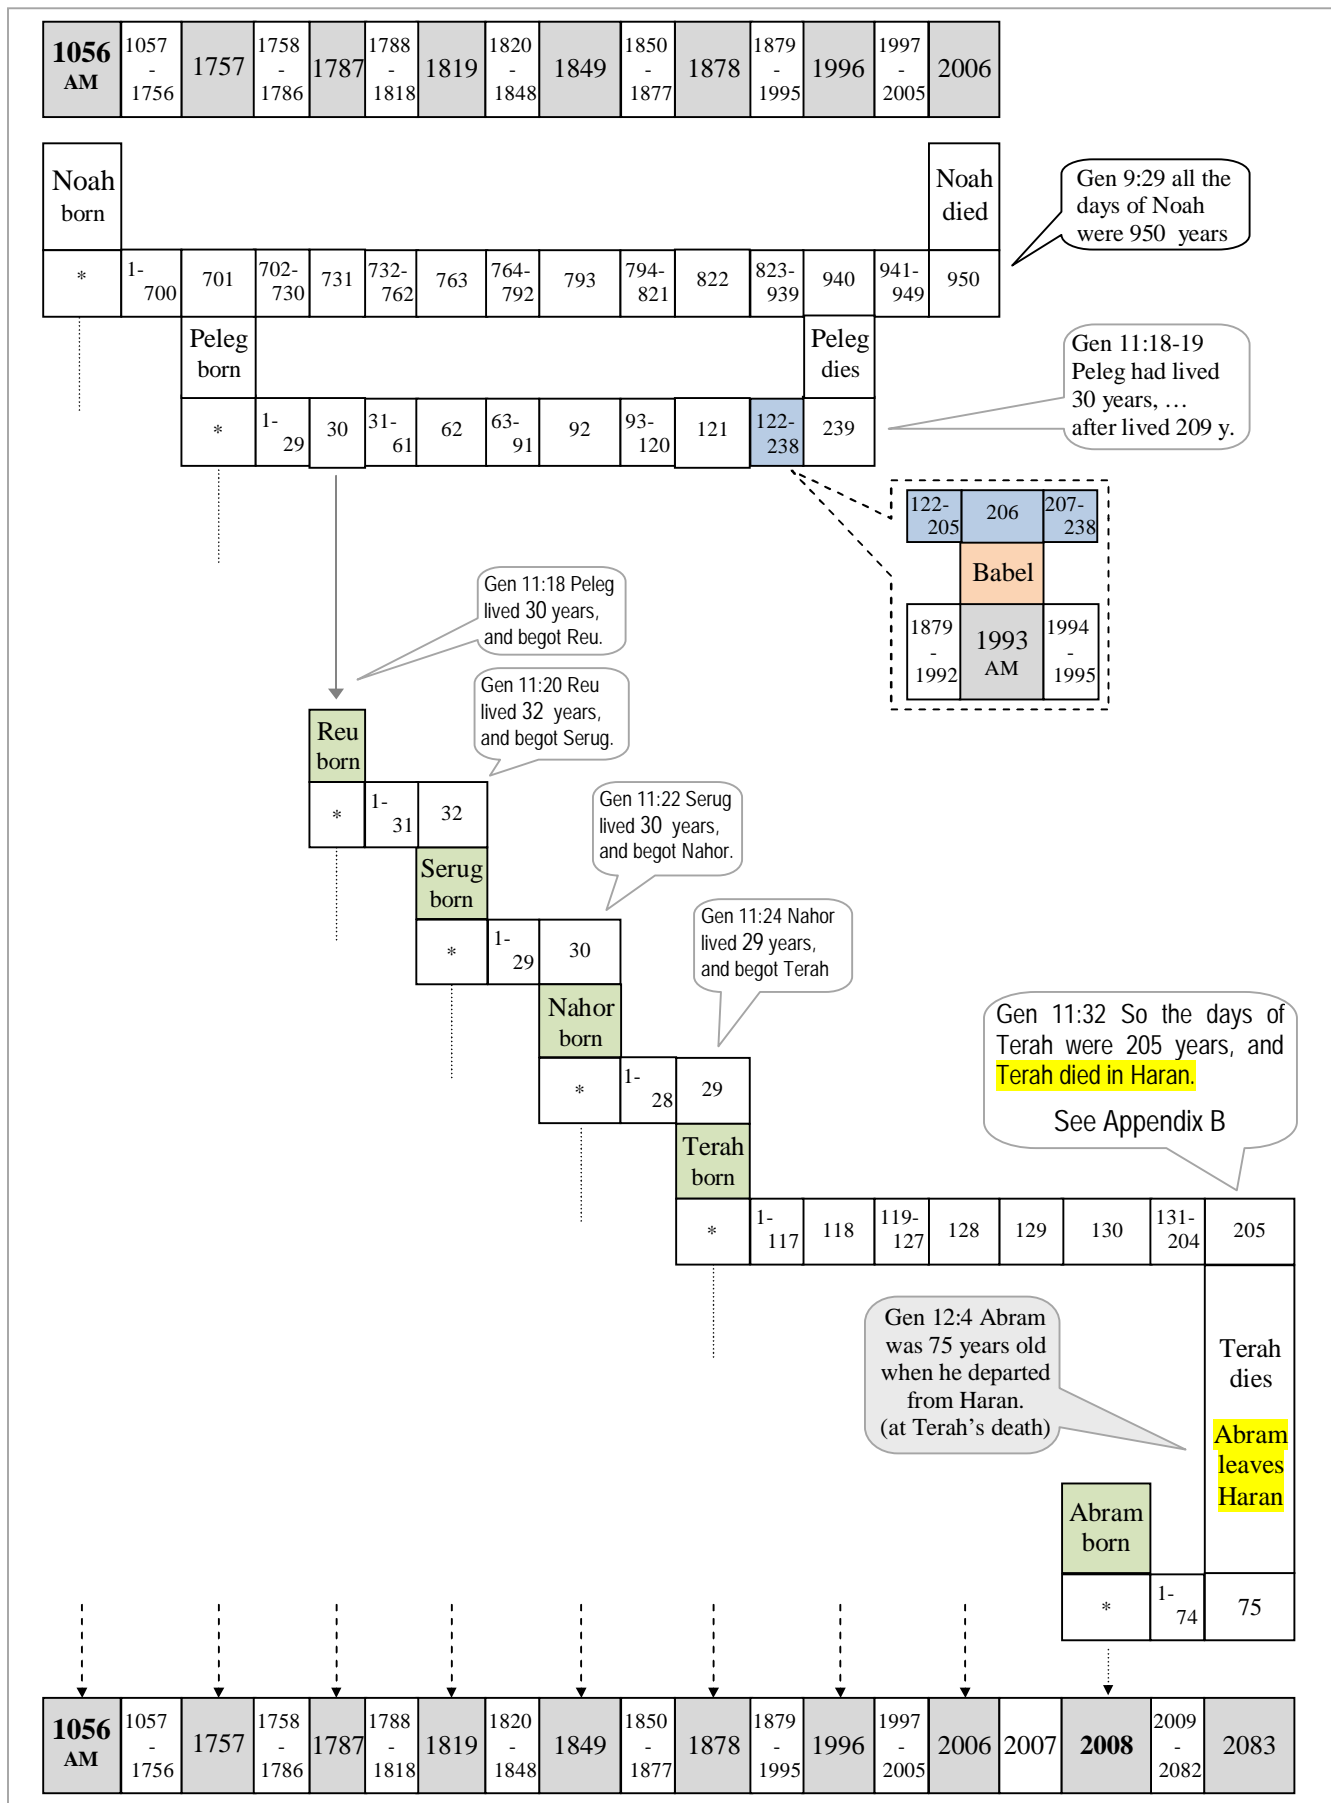 1056 AM 1057 - 1756 1757 1758 - 1786 1787 1788 - 1818 1819 1820 - 1848 1849 1850 - 1877 1878 1879 - 1995 1996 1997 - 2005 2006
Noah
born
Noah
died
Gen 9:29 all the
days of Noah
were 950 years
* 1-700 701 702-730 731 732-762 763 764-792 793 794-821 822 823-939 940 941-949 950
Peleg
born
Peleg
dies
Gen 11:18-19
Peleg had lived
30 years, …
after lived 209 y.
* 1-29 30 31-61 62 63-91 92 93-120 121 122-238 239
122-205 206 207-238
Babel
1879 - 1992 1993 AM 1994 - 1995
Gen 11:18 Peleg
lived 30 years,
and begot Reu.
Gen 11:20 Reu
lived 32 years,
and begot Serug.
Reu
born
* 1-31 32
Gen 11:22 Serug
lived 30 years,
and begot Nahor.
Serug
born
* 1-29 30
Gen 11:24 Nahor
lived 29 years,
and begot Terah
Nahor
born
* 1-28 29
Gen 11:32 So the days of
Terah were 205 years, and
Terah died in Haran.
See Appendix B
Terah
born
* 1-117 118 119-127 128 129 130 131-204 205
Gen 12:4 Abram
was 75 years old
when he departed
from Haran.
(at Terah's death)
Terah
dies
Abram
leaves
Haran
Abram
born
* 1-74 75
1056 AM 1057 - 1756 1757 1758 - 1786 1787 1788 - 1818 1819 1820 - 1848 1849 1850 - 1877 1878 1879 - 1995 1996 1997 - 2005 2006 2007 2008 2009 - 2082 2083